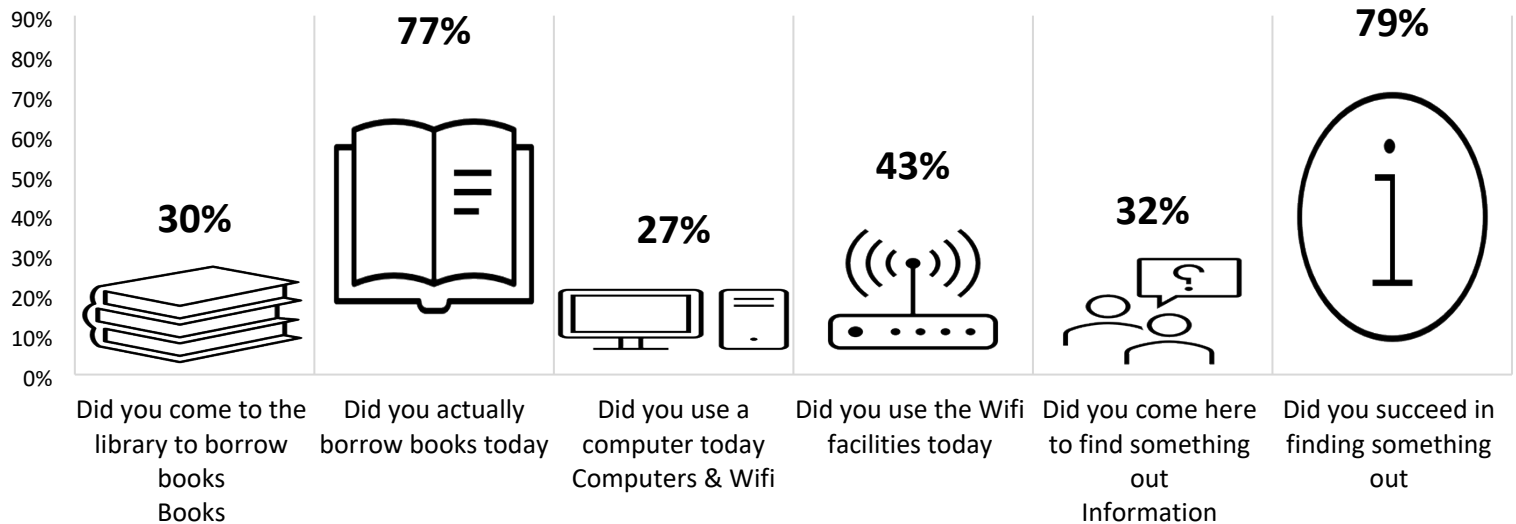 90%
80%
70%
60%
50%
40%
30%
20%
10%
0%
30%
77%
27%
43%
32%
79%
?
i
Did you come to the
library to borrow
books
Books
Did you actually
borrow books today
Did you use a
computer today
Computers & Wifi
Did you use the Wifi
facilities today
Did you come here
to find something
out
Information
Did you succeed in
finding something
out